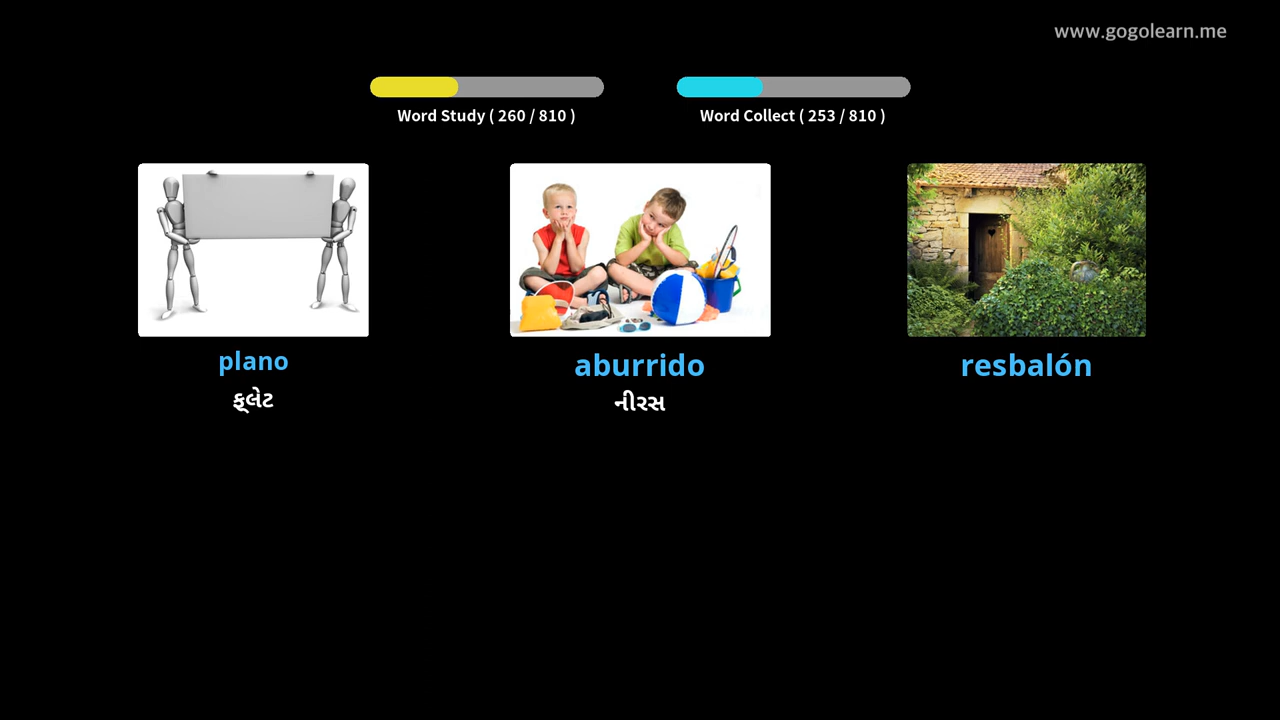 www.gogolearn.me
Word Study ( 260 / 810 )
Word Collect ( 253 / 810 )
plano
aburrido
resbalón
ફ્લેટ
નીરસ